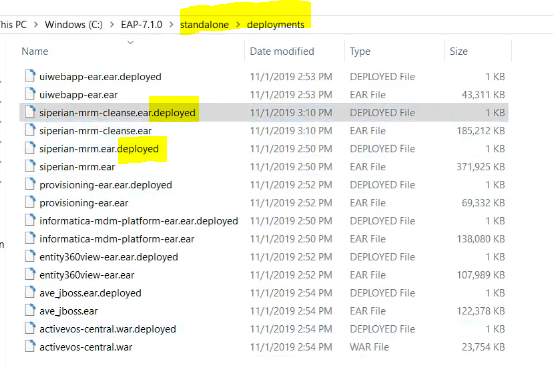 his PC > Windows (C:) > EAP-7.1.0 > standalone > deployments
Name Date modified Type Size
uiwebapp-ear.ear.deployed 11/1/2019 2:53 PM DEPLOYED File 1 KB
uiwebapp-ear.ear 11/1/2019 2:53 PM EAR File 43,311 KB
siperian-mrm-cleanse.ear.deployed 11/1/2019 3:10 PM DEPLOYED File 1 KB
siperian-mrm-cleanse.ear 11/1/2019 3:10 PM EAR File 185,212 KB
siperian-mrm.ear.deployed 11/1/2019 2:50 PM DEPLOYED File 1 KB
siperian-mrm.ear 11/1/2019 2:50 PM EAR File 371,925 KB
provisioning-ear.ear.deployed 11/1/2019 2:52 PM DEPLOYED File 1 KB
provisioning-ear.ear 11/1/2019 2:52 PM EAR File 69,332 KB
informatica-mdm-platform-ear.ear.deployed 11/1/2019 2:50 PM DEPLOYED File 1 KB
informatica-mdm-platform-ear.ear 11/1/2019 2:50 PM EAR File 138,080 KB
entity360view-ear.ear.deployed 11/1/2019 2:52 PM DEPLOYED File 1 KB
entity360view-ear.ear 11/1/2019 2:52 PM EAR File 107,989 KB
ave_jboss.ear.deployed 11/1/2019 2:54 PM DEPLOYED File 1 KB
ave_jboss.ear 11/1/2019 2:54 PM EAR File 122,378 KB
activevos-central.war.deployed 11/1/2019 2:54 PM DEPLOYED File 1 KB
activevos-central.war 11/1/2019 2:54 PM WAR File 23,754 KB